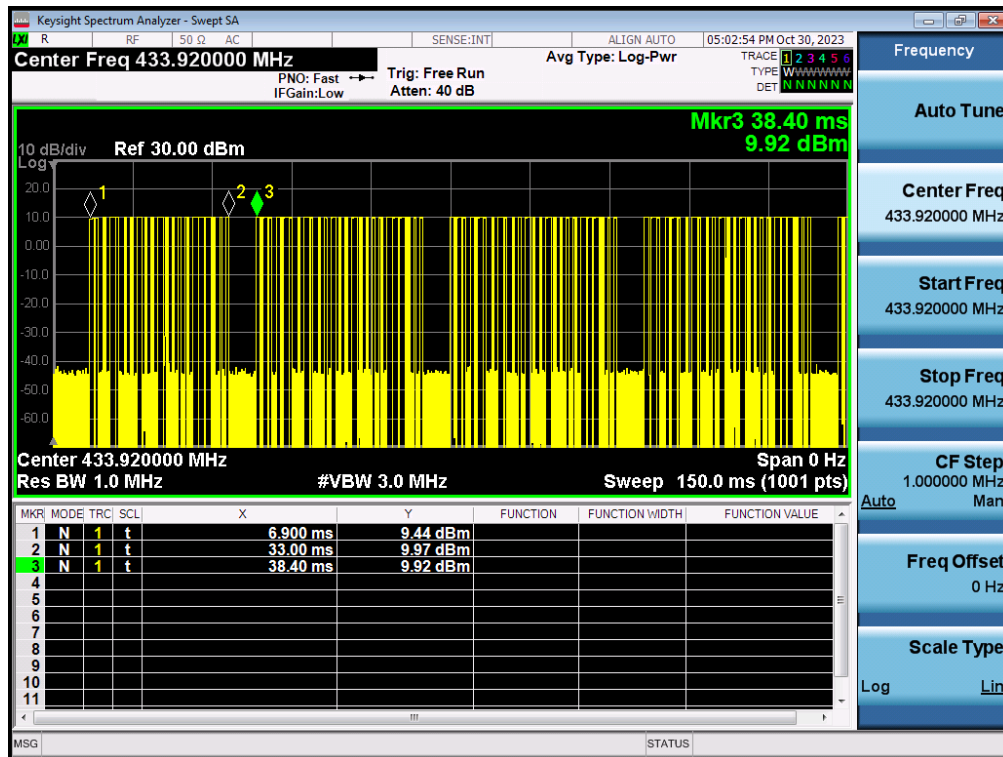 Keysight Spectrum Analyzer - Swept SA
LXI R RF 50 Ω AC SENSE:INT ALIGN AUTO 05:02:54 PM Oct 30, 2023
Center Freq 433.920000 MHz
PNO: Fast
IFGain:Low
Trig: Free Run
Atten: 40 dB
Avg Type: Log-Pwr
TRACE 1 2 3 4 5 6
TYPE W
DET N N N N N N
Mkr3 38.40 ms
9.92 dBm
10 dB/div Ref 30.00 dBm
Log
20.0
10.0
0.00
-10.0
-20.0
-30.0
-40.0
-50.0
-60.0
1
2
3
Center 433.920000 MHz Span 0 Hz
Res BW 1.0 MHz #VBW 3.0 MHz Sweep 150.0 ms (1001 pts)
MKR MODE TRC SCL X Y FUNCTION FUNCTION WIDTH FUNCTION VALUE
1 N 1 t 6.900 ms 9.44 dBm
2 N 1 t 33.00 ms 9.97 dBm
3 N 1 t 38.40 ms 9.92 dBm
4
5
6
7
8
9
10
11
MSG STATUS
Frequency
Auto Tune
Center Freq
433.920000 MHz
Start Freq
433.920000 MHz
Stop Freq
433.920000 MHz
CF Step
1.000000 MHz
Auto Man
Freq Offset
0 Hz
Scale Type
Log Lin